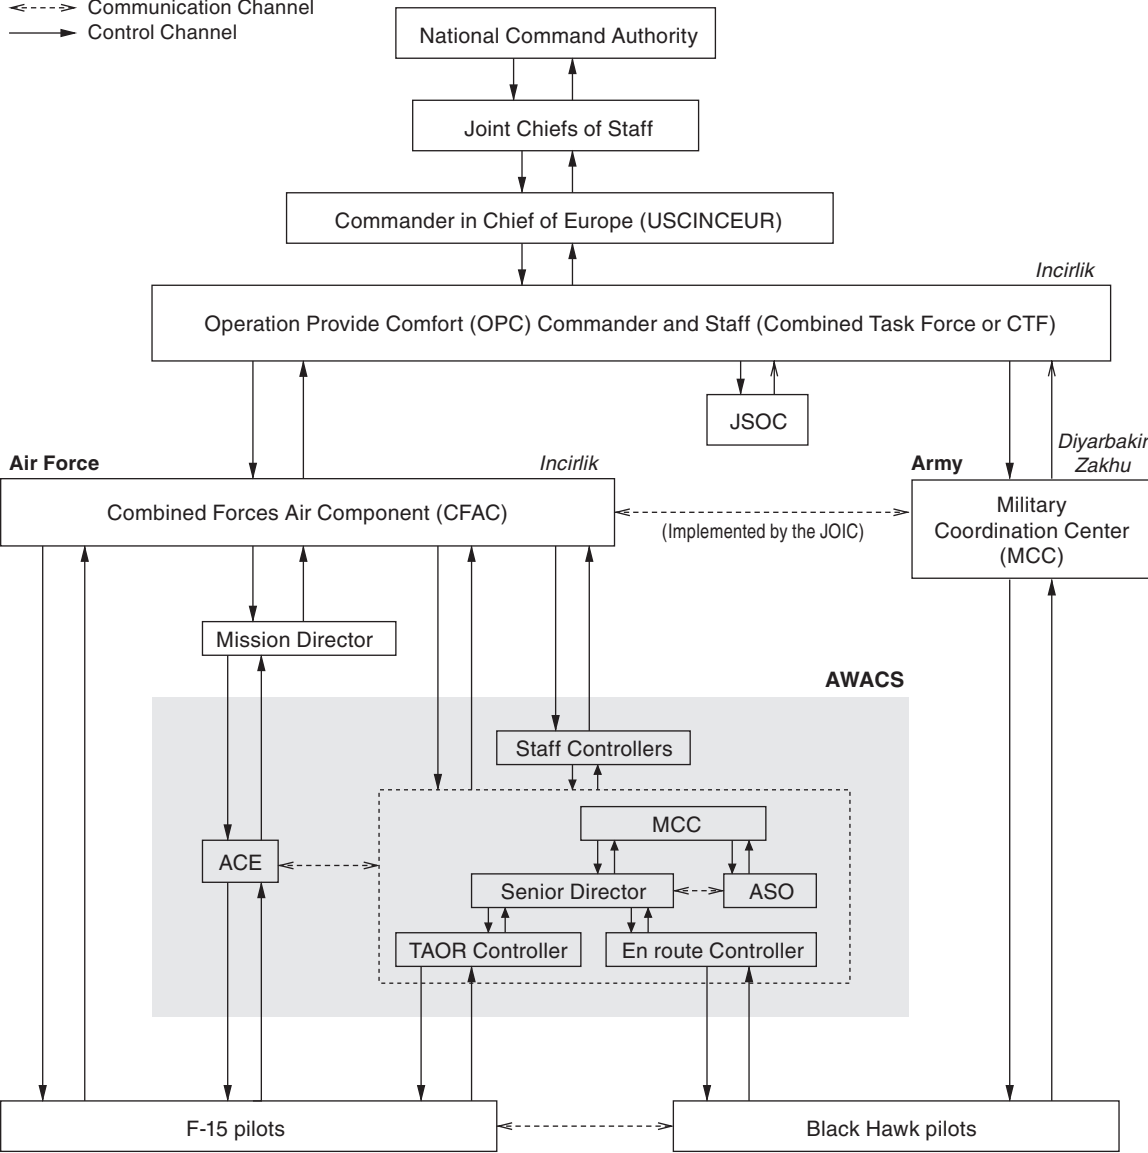 Communication Channel
Control Channel
National Command Authority
Joint Chiefs of Staff
Commander in Chief of Europe (USCINCEUR)
Incirlik
Operation Provide Comfort (OPC) Commander and Staff (Combined Task Force or CTF)
JSOC
Diyarbakir
Zakhu
Air Force
Incirlik
Army
Combined Forces Air Component (CFAC)
(Implemented by the JOIC)
Military
Coordination Center
(MCC)
Mission Director
AWACS
Staff Controllers
MCC
ACE
Senior Director
ASO
TAOR Controller
En route Controller
F-15 pilots
Black Hawk pilots